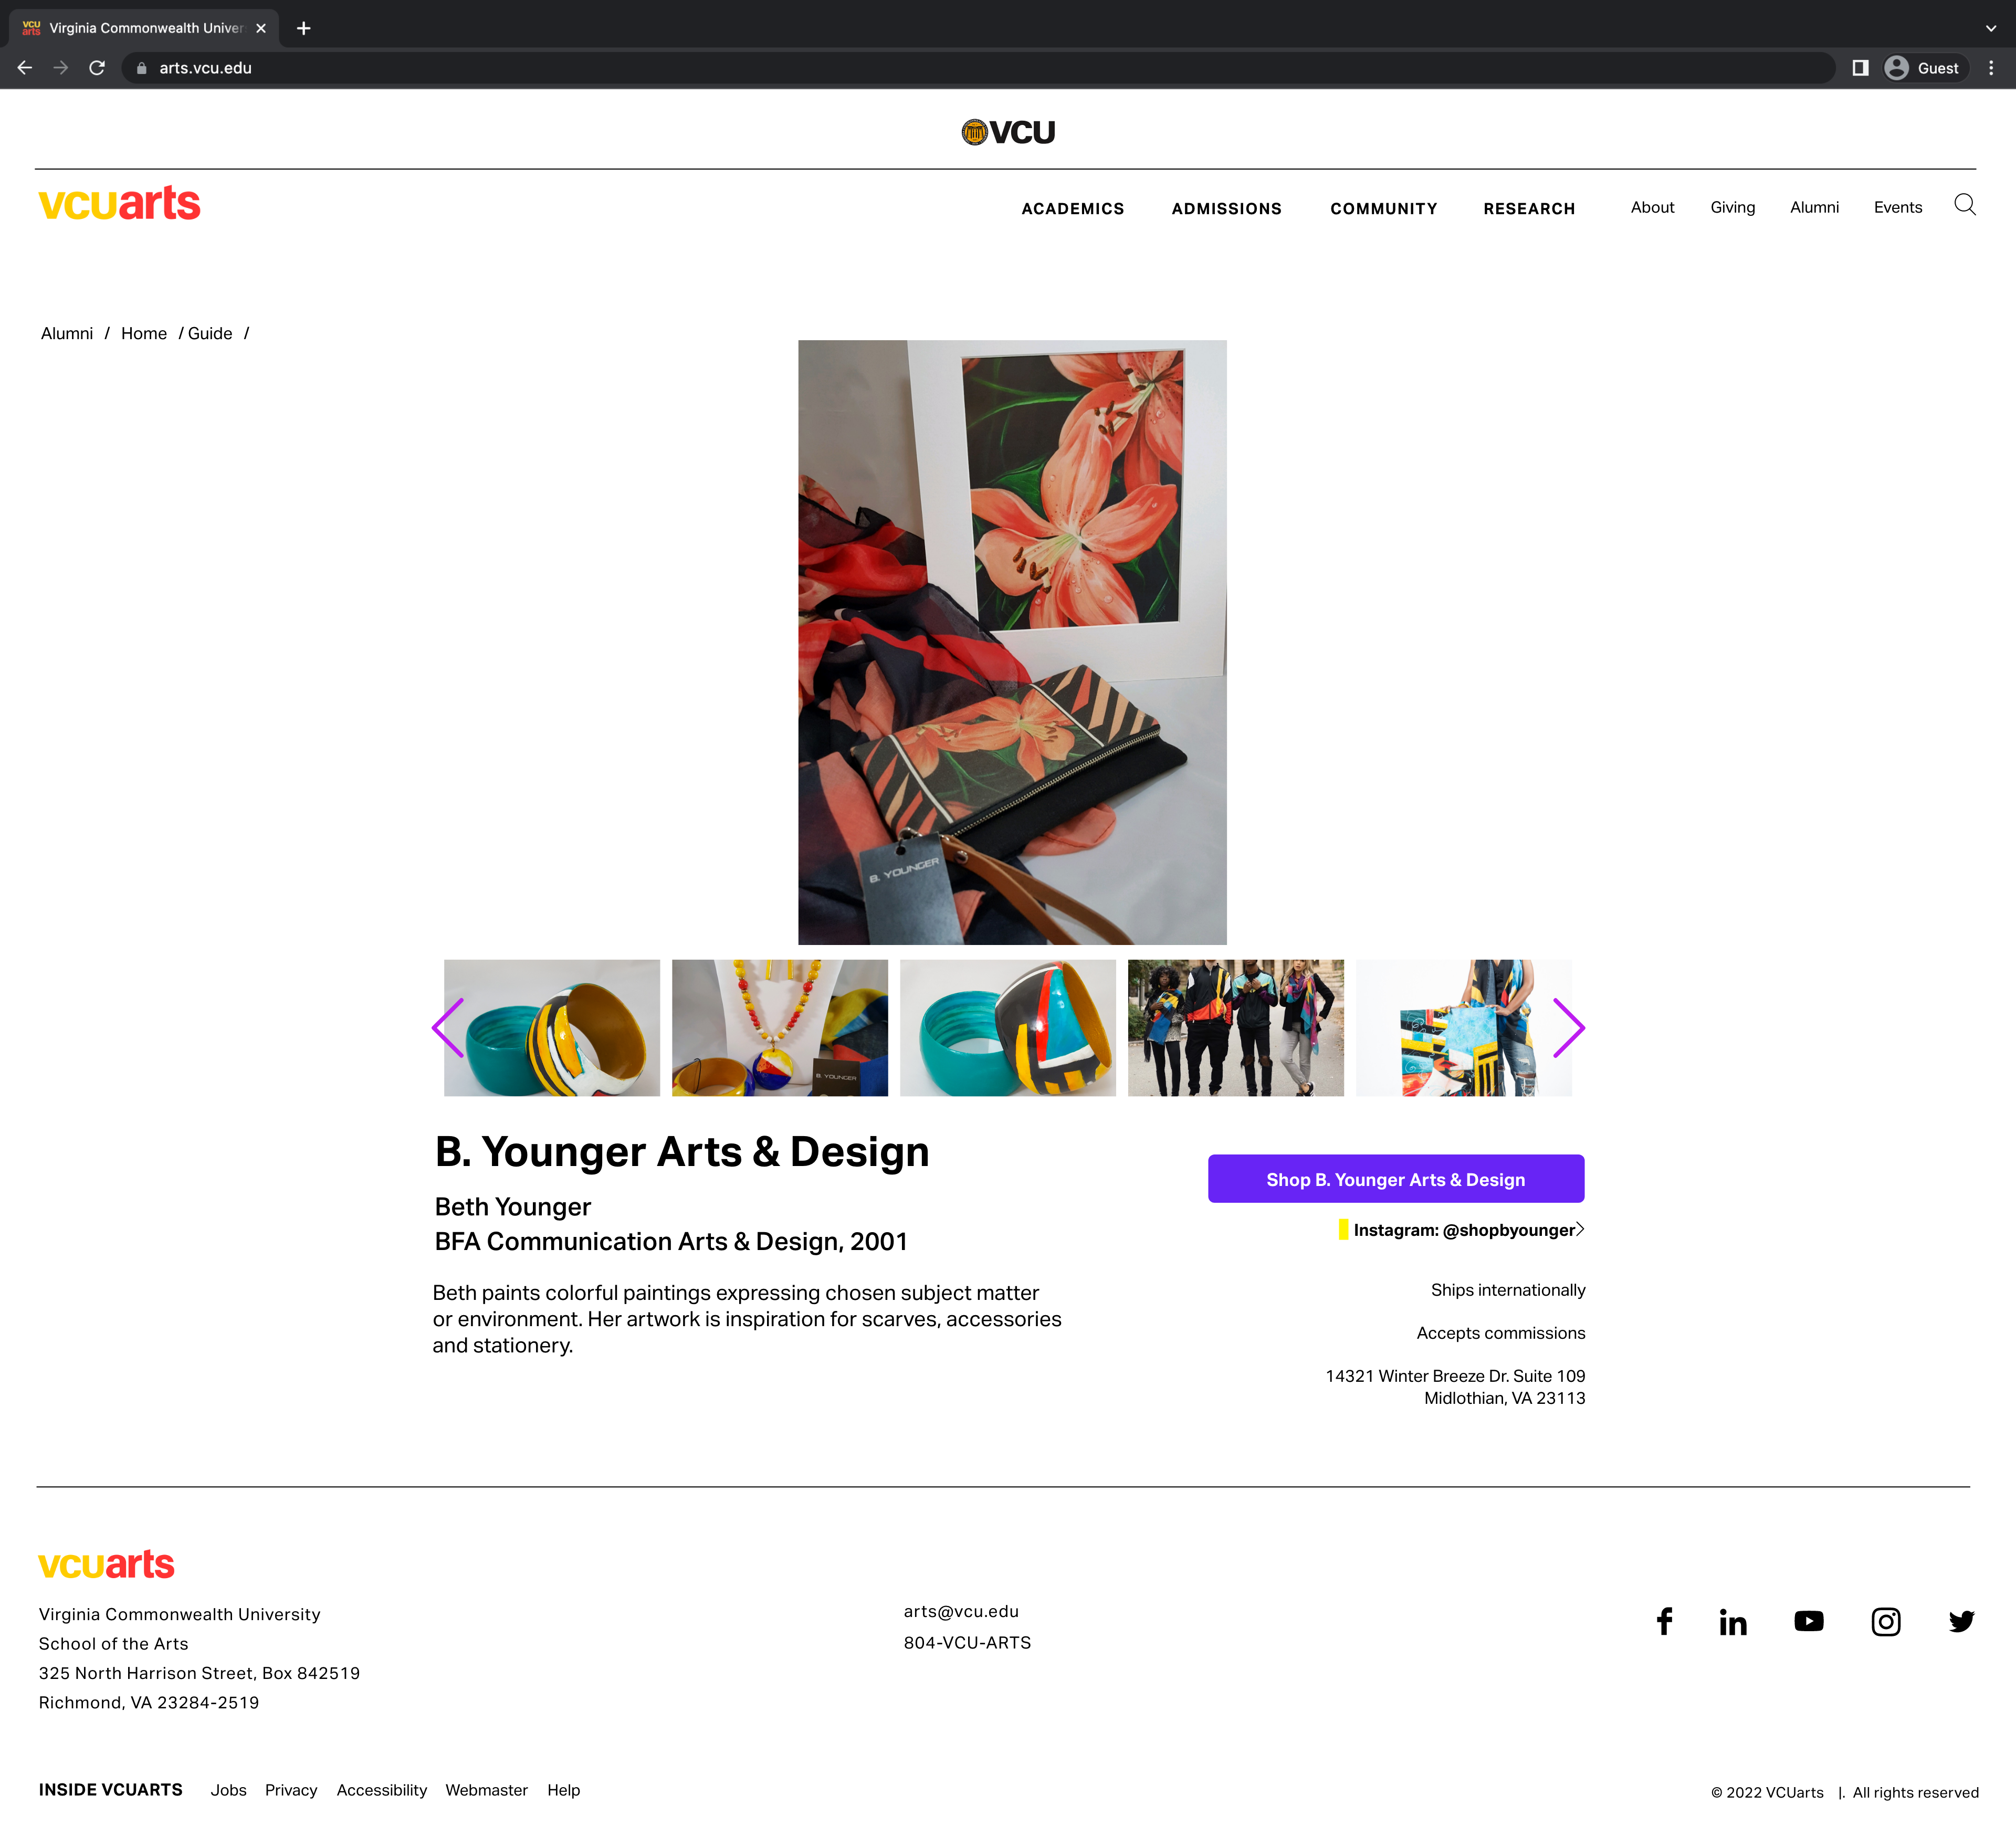 VCU
arts
Virginia Commonwealth Univer
arts.vcu.edu
Guest
VCU
vcuarts
ACADEMICS ADMISSIONS COMMUNITY RESEARCH About Giving Alumni Events
Alumni / Home / Guide /
B. YOUNGER
B. YOUNGER
B. Younger Arts & Design
Beth Younger
BFA Communication Arts & Design, 2001
Beth paints colorful paintings expressing chosen subject matter
or environment. Her artwork is inspiration for scarves, accessories
and stationery.
Shop B. Younger Arts & Design
Instagram: @shopbyounger
Ships internationally
Accepts commissions
14321 Winter Breeze Dr. Suite 109
Midlothian, VA 23113
vcuarts
Virginia Commonwealth University
School of the Arts
325 North Harrison Street, Box 842519
Richmond, VA 23284-2519
arts@vcu.edu
804-VCU-ARTS
INSIDE VCUARTS Jobs Privacy Accessibility Webmaster Help
© 2022 VCUarts |. All rights reserved